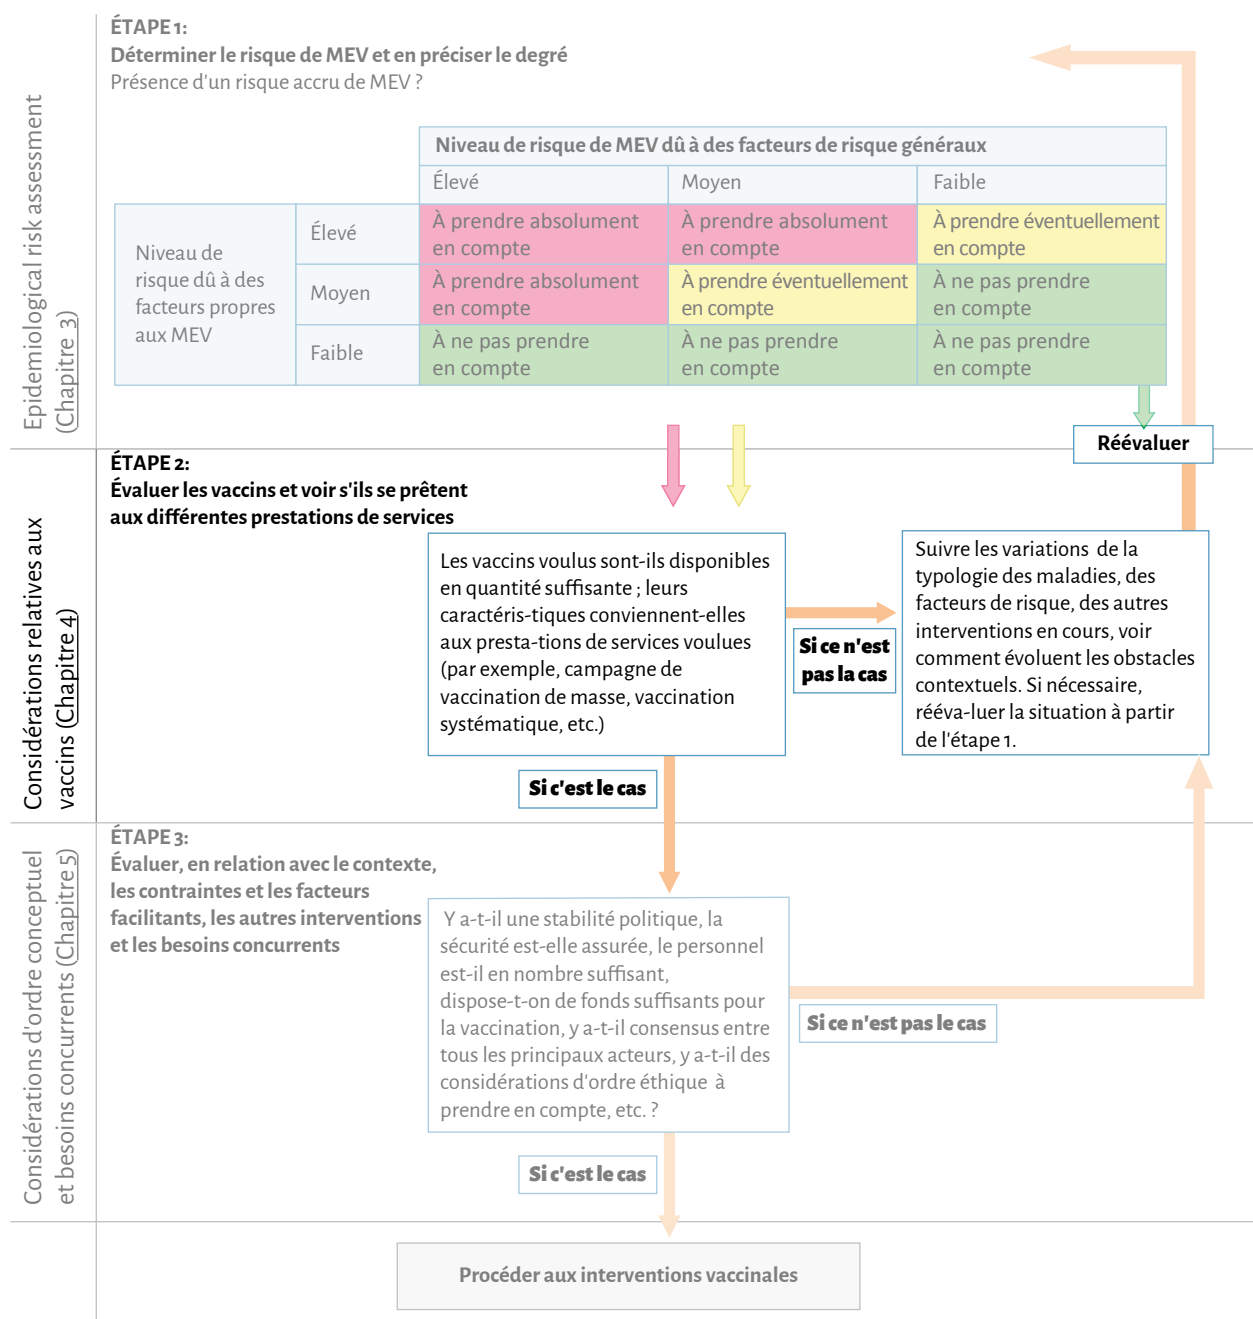 ÉTAPE 1:
Déterminer le risque de MEV et en préciser le degré
Présence d'un risque accru de MEV ?
Epidemiological risk assessment
(Chapitre 3)
Niveau de risque de MEV dû à des facteurs de risque généraux
Élevé
Moyen
Faible
Niveau de
risque dû à des
facteurs propres
aux MEV
Élevé
À prendre absolument
en compte
À prendre absolument
en compte
À prendre éventuellement
en compte
Moyen
À prendre absolument
en compte
À prendre éventuellement
en compte
À ne pas prendre
en compte
Faible
À ne pas prendre
en compte
À ne pas prendre
en compte
À ne pas prendre
en compte
Réévaluer
ÉTAPE 2:
Évaluer les vaccins et voir s'ils se prêtent
aux différentes prestations de services
Considérations relatives aux
vaccins (Chapitre 4)
Les vaccins voulus sont-ils disponibles
en quantité suffisante ; leurs
caractéris-tiques conviennent-elles
aux presta-tions de services voulues
(par exemple, campagne de
vaccination de masse, vaccination
systématique, etc.)
Si ce n'est
pas la cas
Suivre les variations de la
typologie des maladies, des
facteurs de risque, des autres
interventions en cours, voir
comment évoluent les obstacles
contextuels. Si nécessaire,
rééva-luer la situation à partir
de l'étape 1.
Si c'est le cas
ÉTAPE 3:
Évaluer, en relation avec le contexte,
les contraintes et les facteurs
facilitants, les autres interventions
et les besoins concurrents
Considérations d'ordre conceptuel
et besoins concurrents (Chapitre 5)
Y a-t-il une stabilité politique, la
sécurité est-elle assurée, le personnel
est-il en nombre suffisant,
dispose-t-on de fonds suffisants pour
la vaccination, y a-t-il consensus entre
tous les principaux acteurs, y a-t-il des
considérations d'ordre éthique à
prendre en compte, etc. ?
Si ce n'est pas le cas
Si c'est le cas
Procéder aux interventions vaccinales